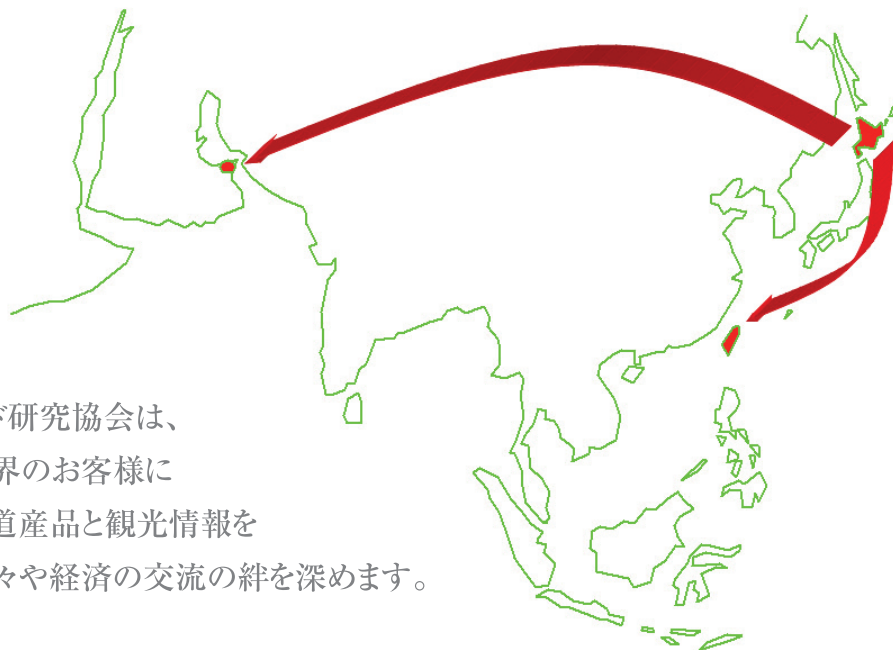 研究協会は、
界のお客様に
道産品と観光情報を
々や経済の交流の絆を深めます。